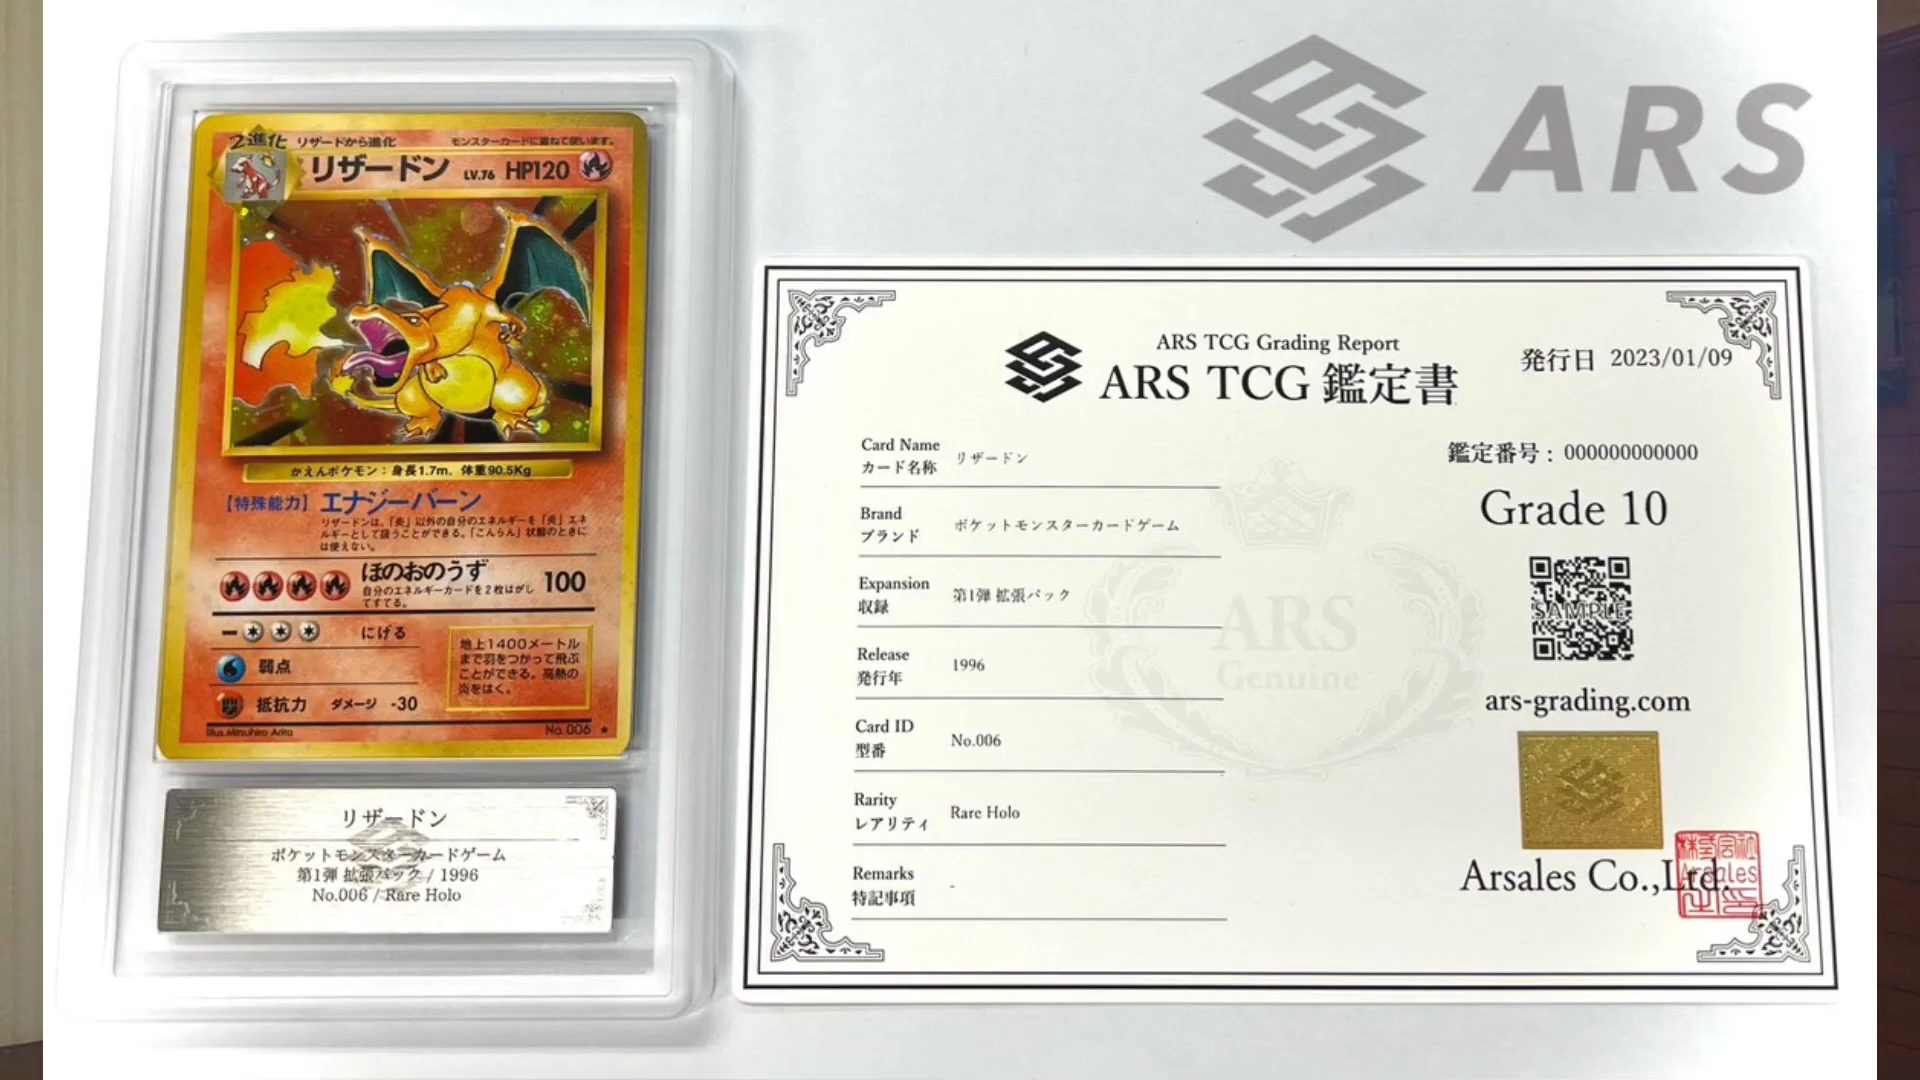 2進化 リザードから進化 モンスターカードに重ねて使います。
リザードン LV.76 HP120
かえんポケモン:身長1.7m, 体重90.5Kg
【特殊能力】エナジーバーン
リザードンは、「炎」以外の自分のエネルギーを「炎」エネ
ルギーとして扱うことができる。「こんらん」状態のときに
は使えない。
ほのおのうず 100
自分のエネルギーカードを2枚はがし
てすてる。
にげる
弱点
抵抗力 ダメージ -30
地上1400メートル
まで羽をつかって飛ぶ
ことができる。高熱の
炎をはく。
Illus.Mitsuhiro Arita No.006 ★
リザードン
ポケットモンスターカードゲーム
第1弾 拡張パック / 1996
No.006 / Rare Holo
ARS
ARS TCG Grading Report
ARS TCG 鑑定書
発行日 2023/01/09
Card Name
カード名称 リザードン
Brand
ブランド ポケットモンスターカードゲーム
Expansion
収録 第1弾 拡張パック
Release
発行年 1996
Card ID
型番 No.006
Rarity
レアリティ Rare Holo
Remarks
特記事項 -
鑑定番号 : 000000000000
Grade 10
SAMPLE
ars-grading.com
Arsales Co.,Ltd.
株式会社
Arsales
之印
ARS
Genuine